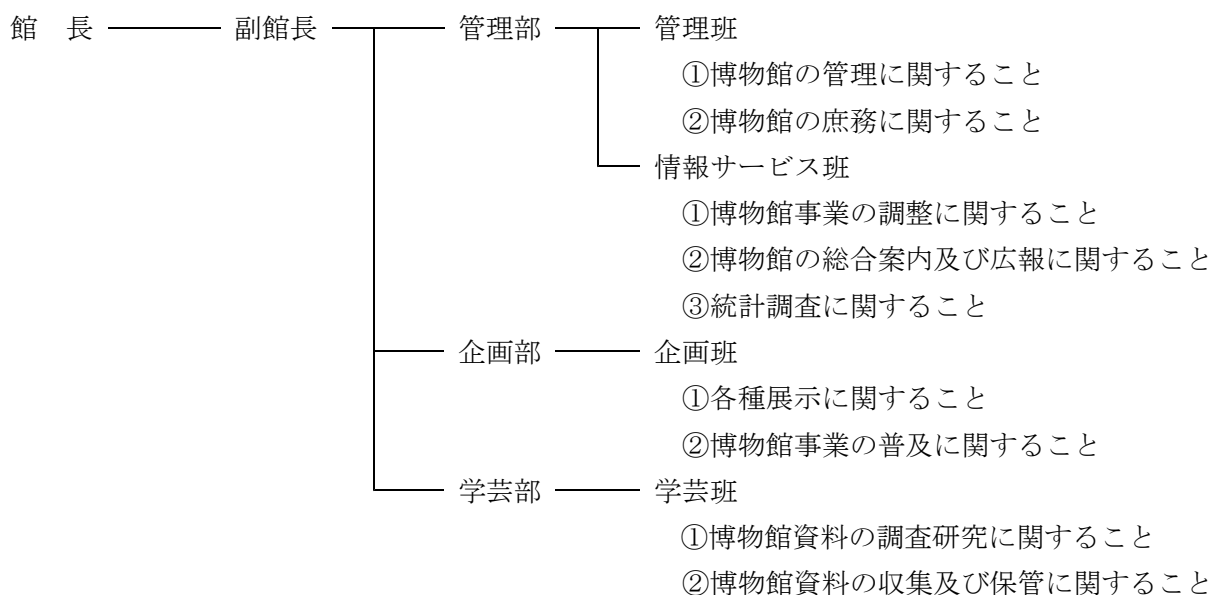 館　長 副館長 管理部 管理班
①博物館の管理に関すること
②博物館の庶務に関すること
情報サービス班
①博物館事業の調整に関すること
②博物館の総合案内及び広報に関すること
③統計調査に関すること
企画部 企画班
①各種展示に関すること
②博物館事業の普及に関すること
学芸部 学芸班
①博物館資料の調査研究に関すること
②博物館資料の収集及び保管に関すること